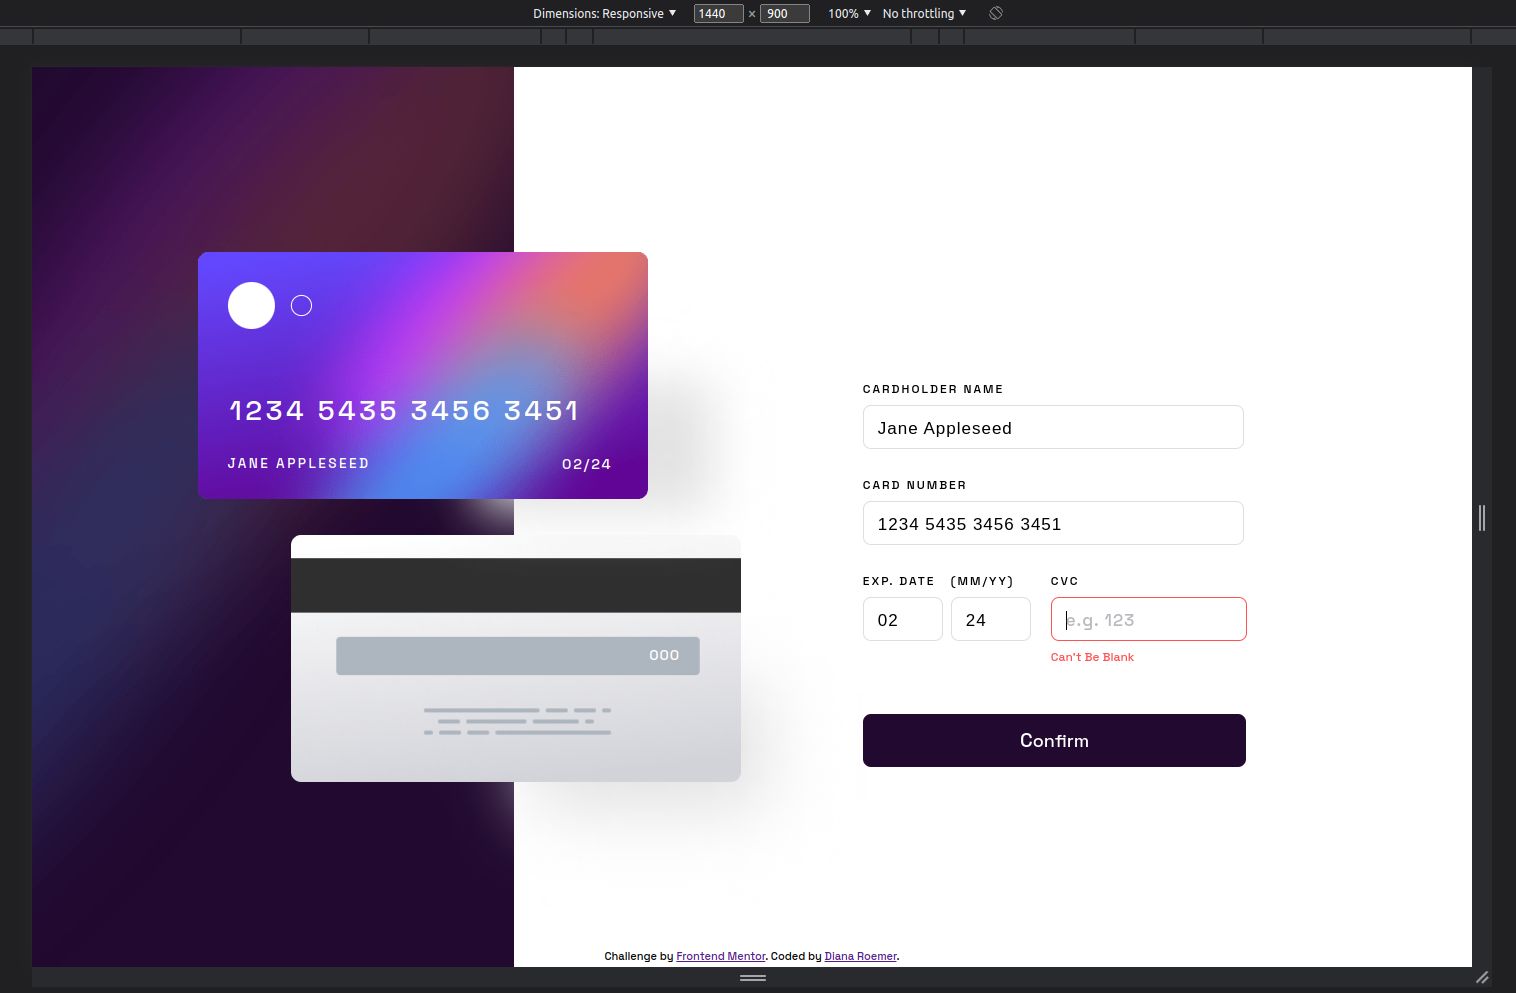 Dimensions: Responsive 1440 × 900 100% No throttling
1234 5435 3456 3451
JANE APPLESEED
02/24
000
CARDHOLDER NAME
Jane Appleseed
CARD NUMBER
1234 5435 3456 3451
EXP. DATE (MM/YY) CVC
02 24 e.g. 123
Can't Be Blank
Confirm
Challenge by Frontend Mentor. Coded by Diana Roemer.